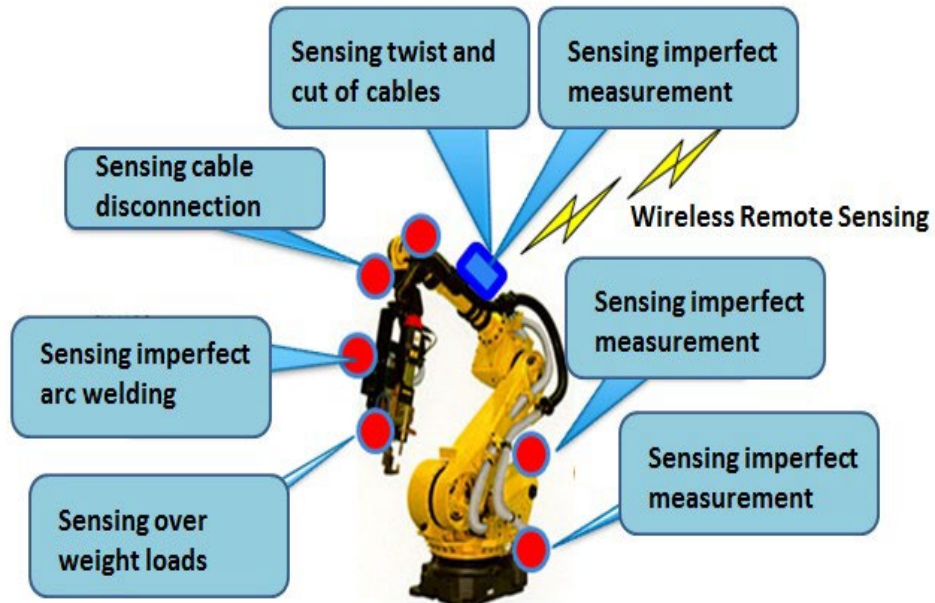 Sensing twist and
cut of cables
Sensing imperfect
measurement
Sensing cable
disconnection
Wireless Remote Sensing
Sensing imperfect
measurement
Sensing imperfect
arc welding
Sensing imperfect
measurement
Sensing over
weight loads